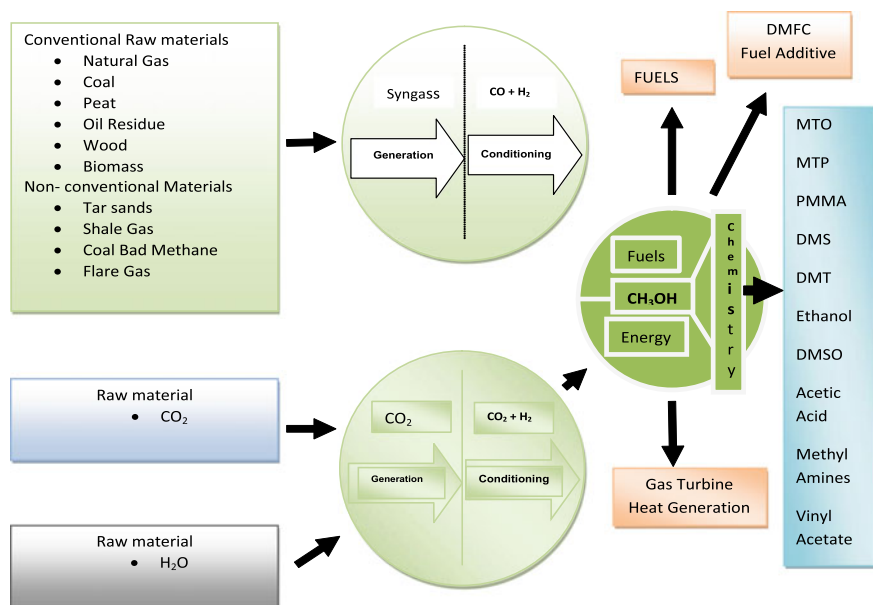 Conventional Raw materials
• Natural Gas
• Coal
• Peat
• Oil Residue
• Wood
• Biomass
Non- conventional Materials
• Tar sands
• Shale Gas
• Coal Bad Methane
• Flare Gas
Syngass
CO + H₂
Generation
Conditioning
FUELS
DMFC
Fuel Additive
Fuels
CH₃OH
Energy
Chemistry
MTO
MTP
PMMA
DMS
DMT
Ethanol
DMSO
Acetic
Acid
Methyl
Amines
Vinyl
Acetate
Raw material
• CO₂
CO₂
CO₂ + H₂
Generation
Conditioning
Gas Turbine
Heat Generation
Raw material
• H₂O